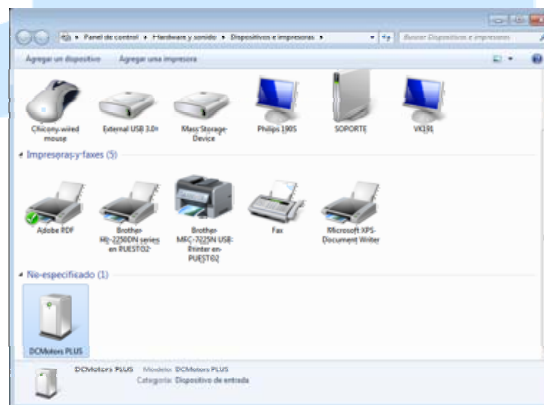 Panel de control ▸ Hardware y sonido ▸ Dispositivos e impresoras ▸
Buscar Dispositivos e impresoras
Agregar un dispositivo Agregar una impresora
Chicony wired mouse
External USB 3.0
Mass Storage Device
Philips 190S
SOPORTE
VK191
Impresoras y faxes (5)
Adobe PDF
Brother HL-2250DN series en PUESTO2
Brother MFC-7225N USB Printer en PUESTO2
Fax
Microsoft XPS Document Writer
No especificado (1)
DCMotors PLUS
DCMotors PLUS Modelo: DCMotors PLUS
Categoría: Dispositivo de entrada